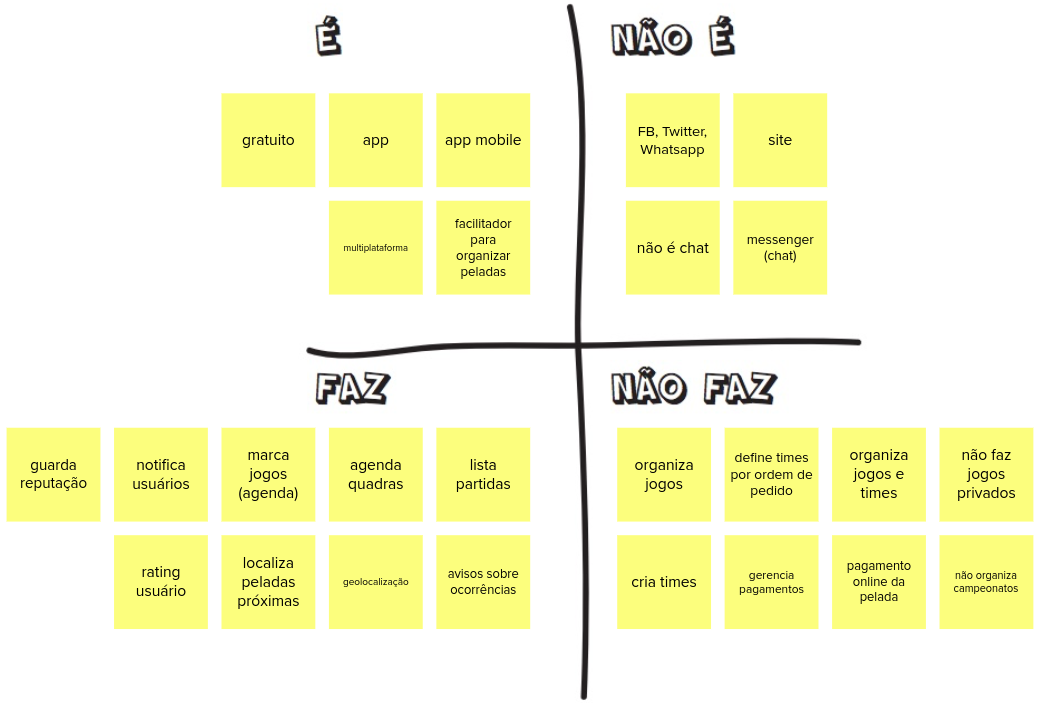 É
gratuito
app
app mobile
multiplataforma
facilitador
para
organizar
peladas
NÃO É
FB, Twitter,
Whatsapp
site
não é chat
messenger
(chat)
FAZ
guarda
reputação
notifica
usuários
marca
jogos
(agenda)
agenda
quadras
lista
partidas
rating
usuário
localiza
peladas
próximas
geolocalização
avisos sobre
ocorrências
NÃO FAZ
organiza
jogos
define times
por ordem de
pedido
organiza
jogos e
times
não faz
jogos
privados
cria times
gerencia
pagamentos
pagamento
online da
pelada
não organiza
campeonatos